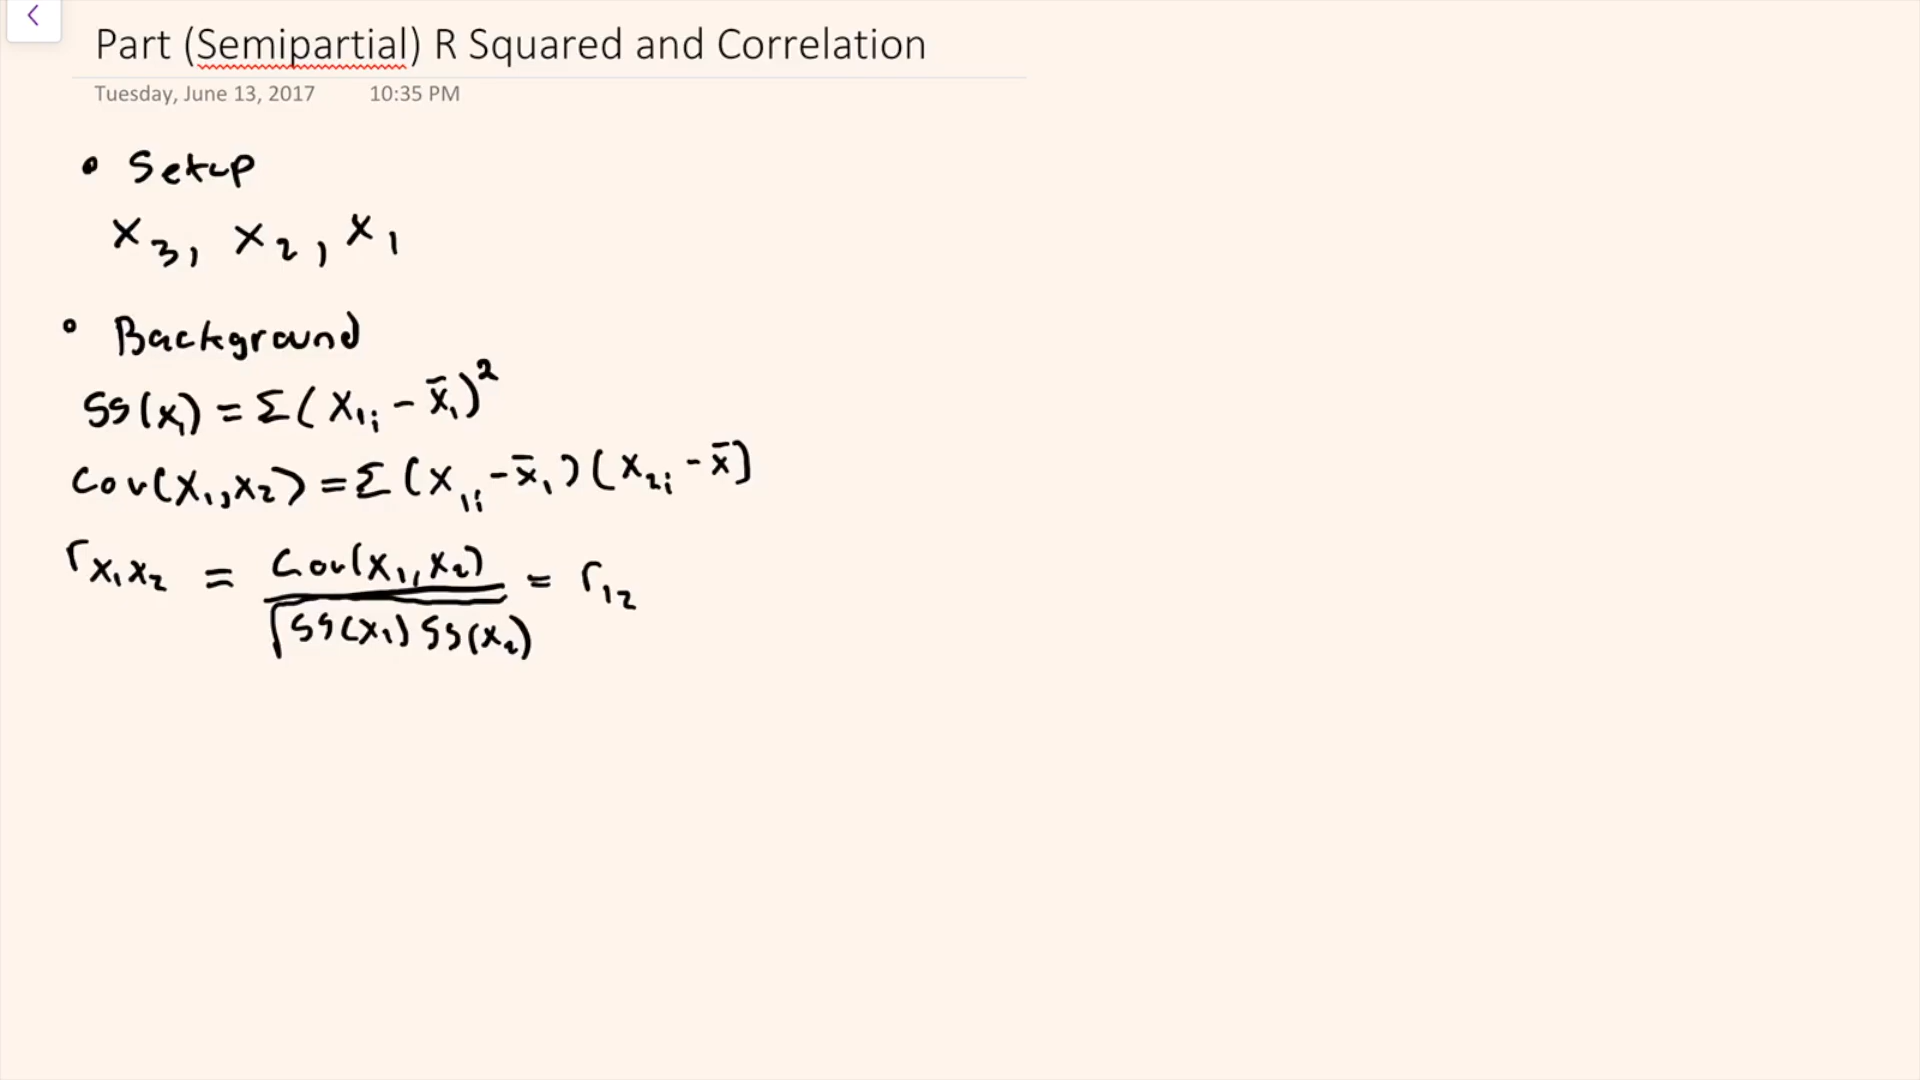 Part (Semipartial) R Squared and Correlation
Tuesday, June 13, 2017 10:35 PM
• Setup
x₃, x₂, x₁
• Background
SS(x₁) = Σ(x₁ᵢ - x̄₁)²
Cov(x₁,x₂) = Σ(x₁ᵢ - x̄₁)(x₂ᵢ - x̄)
r x₁x₂ = Cov(x₁,x₂) / √SS(x₁) SS(x₂) = r₁₂